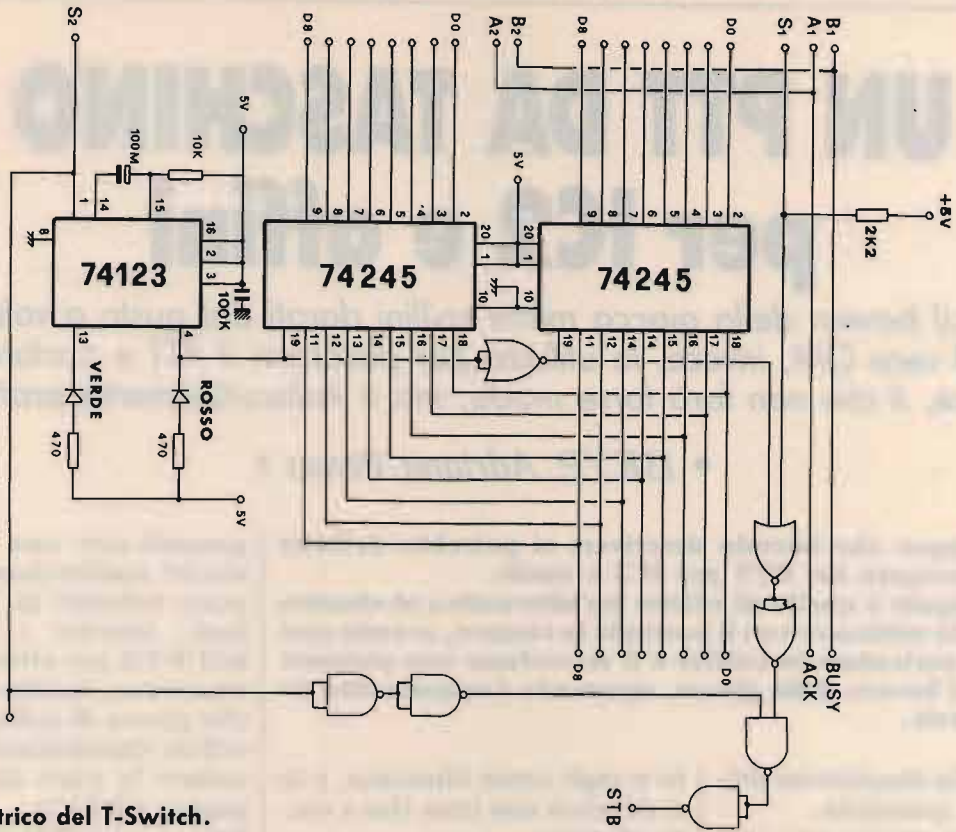 UN PTT DA TASCHINO
S2
D8
D0
B2
A2
D8
D0
S1
A1
B1
5V
5V
+5V
100M
10K
2K2
1
14
15
16
2
3
8
74123
100K
13
4
9
8
7
6
5
4
3
2
20
1
74245
10
19
11
12
13
14
15
16
17
18
9
8
7
6
5
4
3
2
20
1
74245
10
19
11
12
13
14
15
16
17
18
VERDE
ROSSO
470
470
5V
D8
D0
ACK
BUSY
STB
trico del T-Switch.